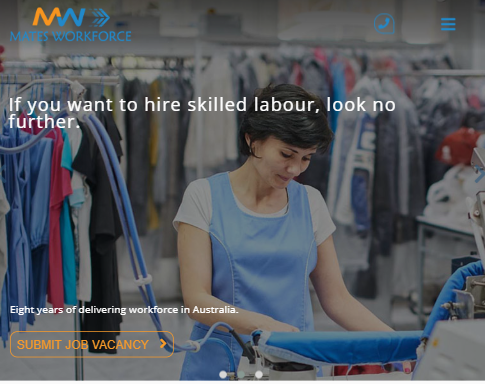 MW
MATES WORKFORCE
If you want to hire skilled labour, look no
further.
Eight years of delivering workforce in Australia.
SUBMIT JOB VACANCY